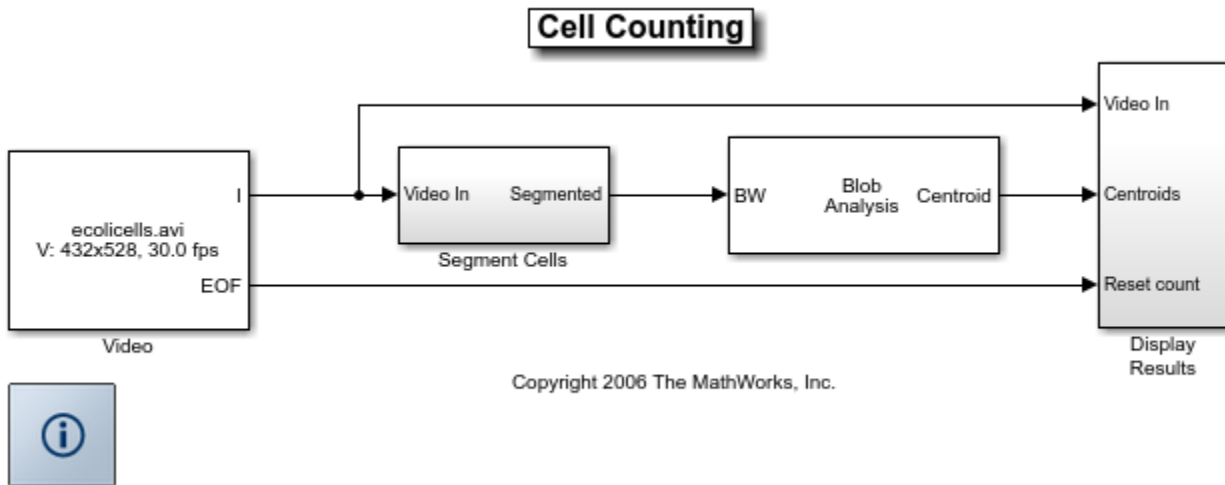 Cell Counting
ecolicells.avi
V: 432x528, 30.0 fps
I
EOF
Video
Video In
Segmented
Segment Cells
BW
Blob
Analysis
Centroid
Video In
Centroids
Reset count
Display
Results
Copyright 2006 The MathWorks, Inc.
i